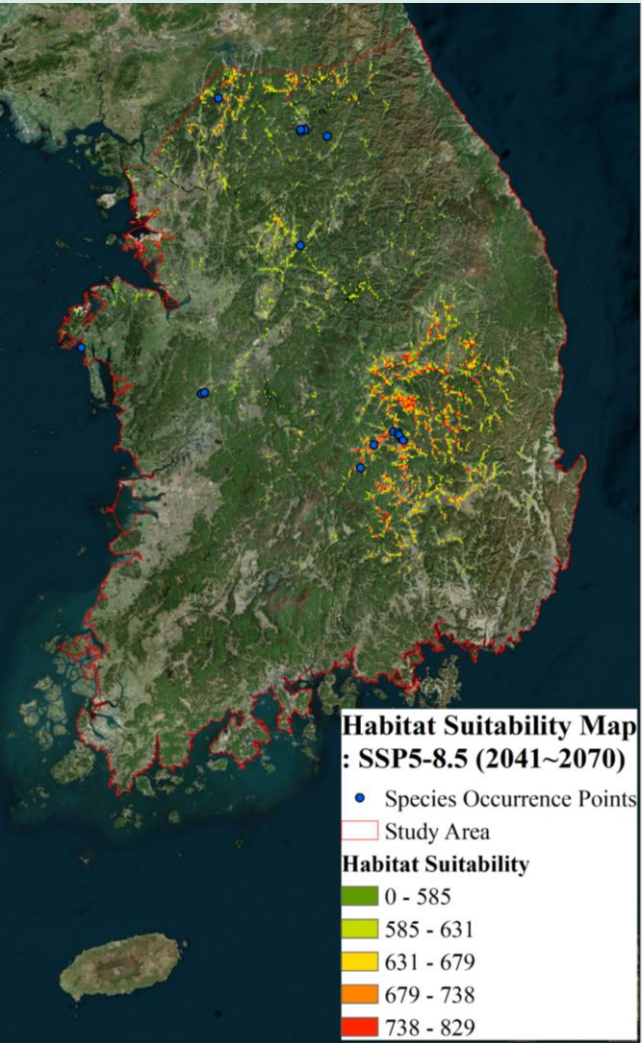 Habitat Suitability Map
: SSP5-8.5 (2041~2070)
Species Occurrence Points
Study Area
Habitat Suitability
0 - 585
585 - 631
631 - 679
679 - 738
738 - 829